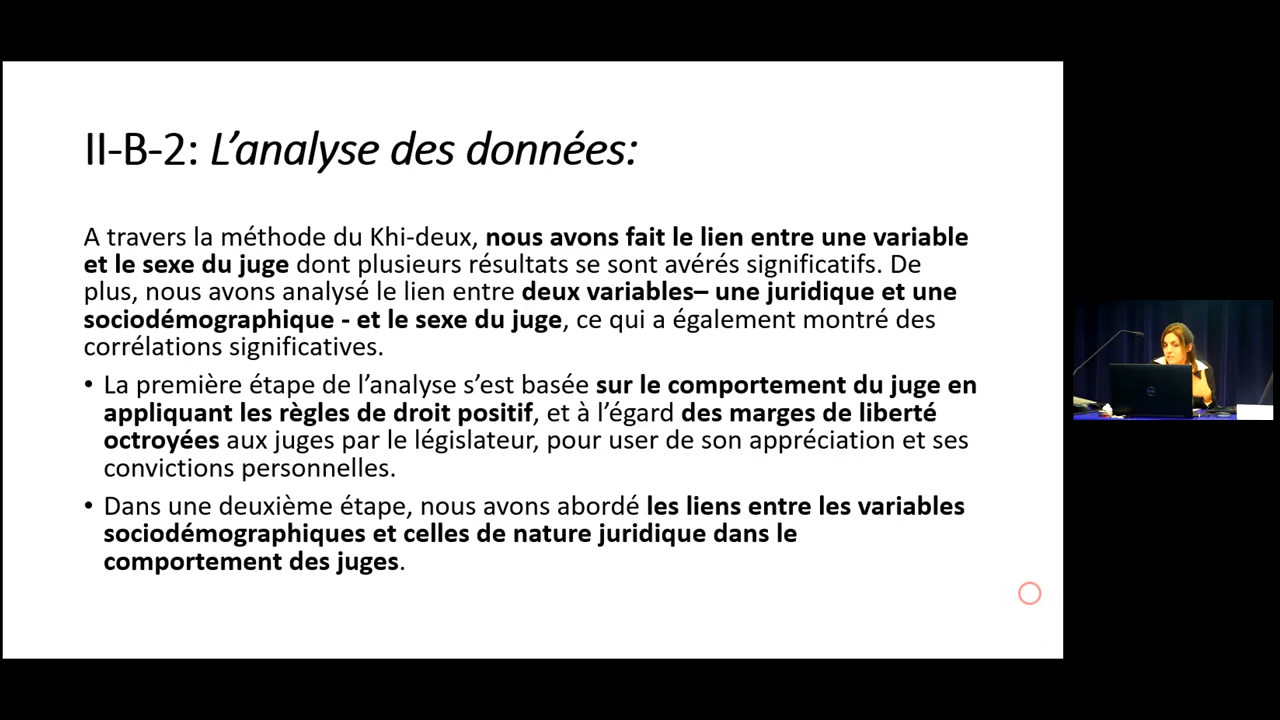 II-B-2: L’analyse des données:
A travers la méthode du Khi-deux, nous avons fait le lien entre une variable
et le sexe du juge dont plusieurs résultats se sont avérés significatifs. De
plus, nous avons analysé le lien entre deux variables– une juridique et une
sociodémographique - et le sexe du juge, ce qui a également montré des
corrélations significatives.
• La première étape de l’analyse s’est basée sur le comportement du juge en
appliquant les règles de droit positif, et à l’égard des marges de liberté
octroyées aux juges par le législateur, pour user de son appréciation et ses
convictions personnelles.
• Dans une deuxième étape, nous avons abordé les liens entre les variables
sociodémographiques et celles de nature juridique dans le
comportement des juges.